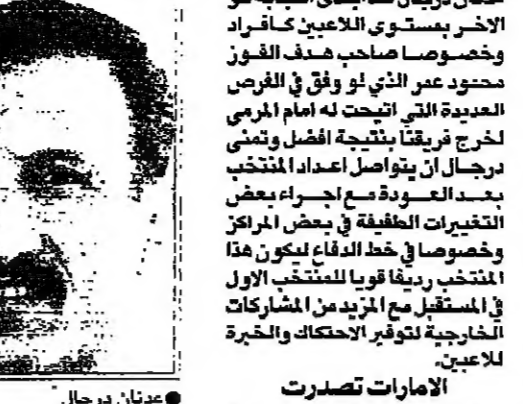 الاخر بمستوى اللاعبين كافراد
وخصوصا صاحب هدف الفوز
محمود عمر الذي لو وفق في الفرص
العديدة التي اتيحت له امام المرمى
لخرج فريقنا بنتيجة افضل وتمنى
درجال ان يتواصل اعداد المنتخب
بعد العودة مع اجراء بعض
التغييرات الطفيفة في بعض المراكز
وخصوصا في خط الدفاع ليكون هذا
المنتخب رديفا قويا للمنتخب الاول
في المستقبل مع المزيد من المشاركات
الخارجية لتوفير الاحتكاك والخبرة
للاعبين.
الامارات تصدرت
●عدنان درجال